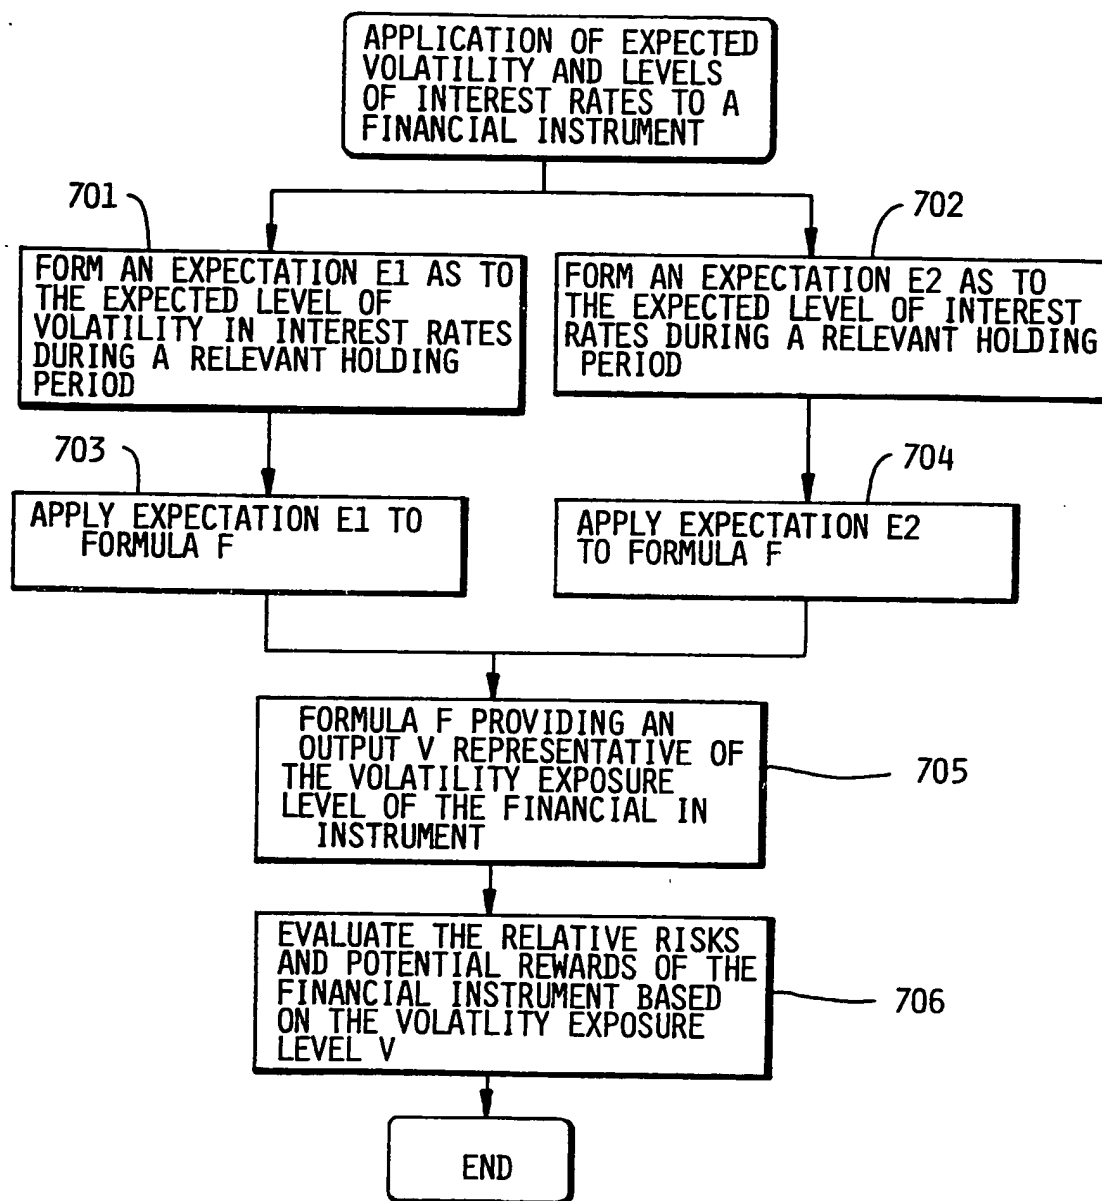 APPLICATION OF EXPECTED
VOLATILITY AND LEVELS
OF INTEREST RATES TO A
FINANCIAL INSTRUMENT
701
702
FORM AN EXPECTATION E1 AS TO
THE EXPECTED LEVEL OF
VOLATILITY IN INTEREST RATES
DURING A RELEVANT HOLDING
PERIOD
FORM AN EXPECTATION E2 AS TO
THE EXPECTED LEVEL OF INTEREST
RATES DURING A RELEVANT HOLDING
PERIOD
703
704
APPLY EXPECTATION E1 TO
FORMULA F
APPLY EXPECTATION E2
TO FORMULA F
FORMULA F PROVIDING AN
OUTPUT V REPRESENTATIVE OF
THE VOLATILITY EXPOSURE
LEVEL OF THE FINANCIAL IN
INSTRUMENT
705
EVALUATE THE RELATIVE RISKS
AND POTENTIAL REWARDS OF THE
FINANCIAL INSTRUMENT BASED
ON THE VOLATLITY EXPOSURE
LEVEL V
706
END